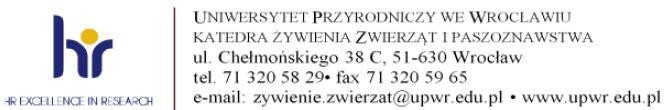 hr
HR EXCELLENCE IN RESEARCH
UNIWERSYTET PRZYRODNICZY WE WROCŁAWIU
KATEDRA ŻYWIENIA ZWIERZĄT I PASZOZNAWSTWA
ul. Chełmońskiego 38 C, 51-630 Wrocław
tel. 71 320 58 29• fax 71 320 59 65
e-mail: zywienie.zwierzat@upwr.edu.pl • www.upwr.edu.pl